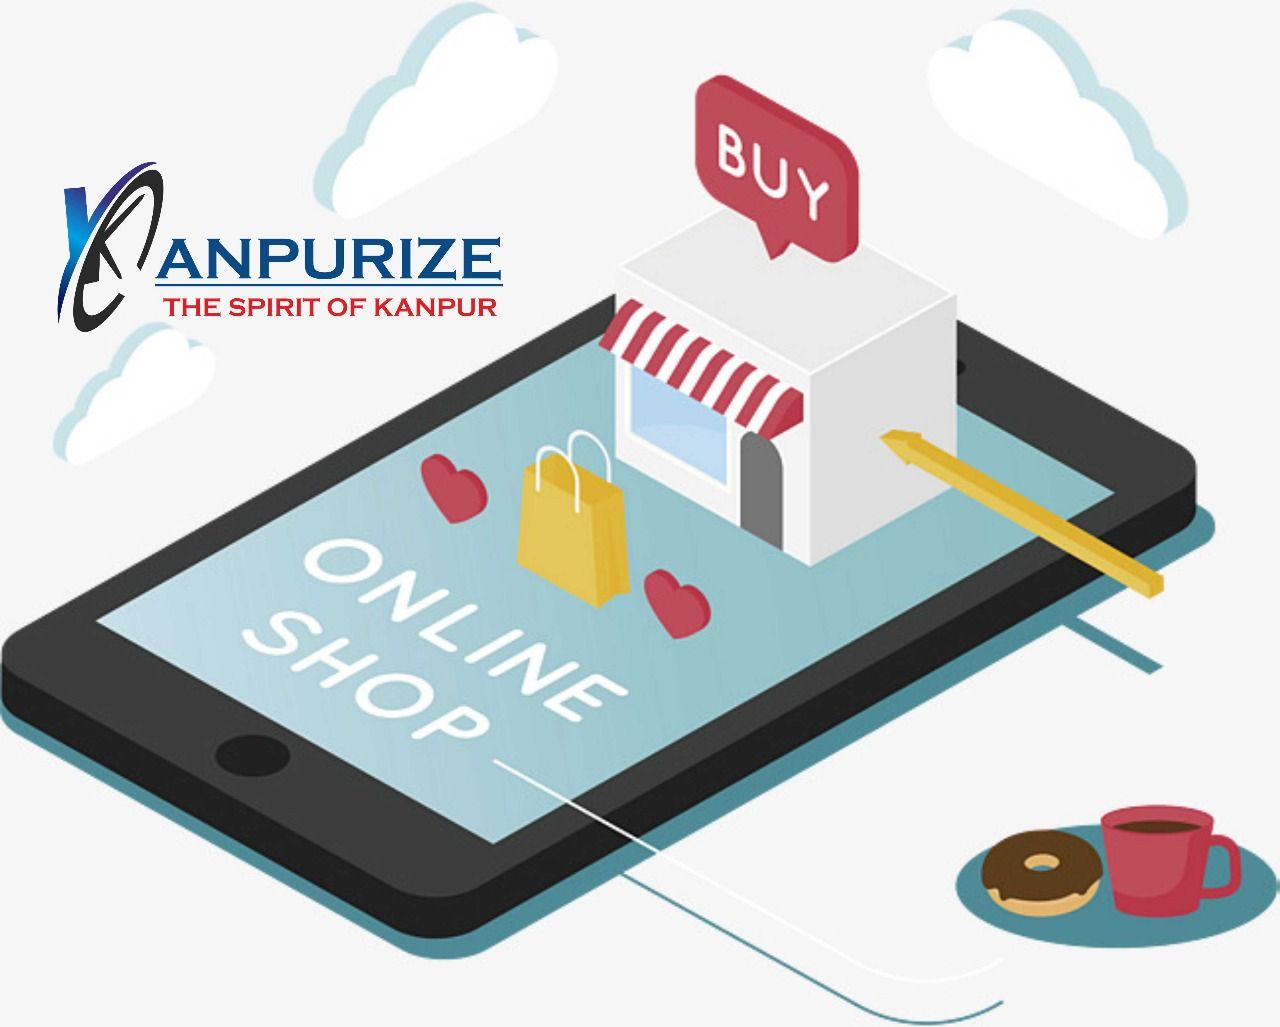 BUY
KANPURIZE
THE SPIRIT OF KANPUR
ONLINE
SHOP